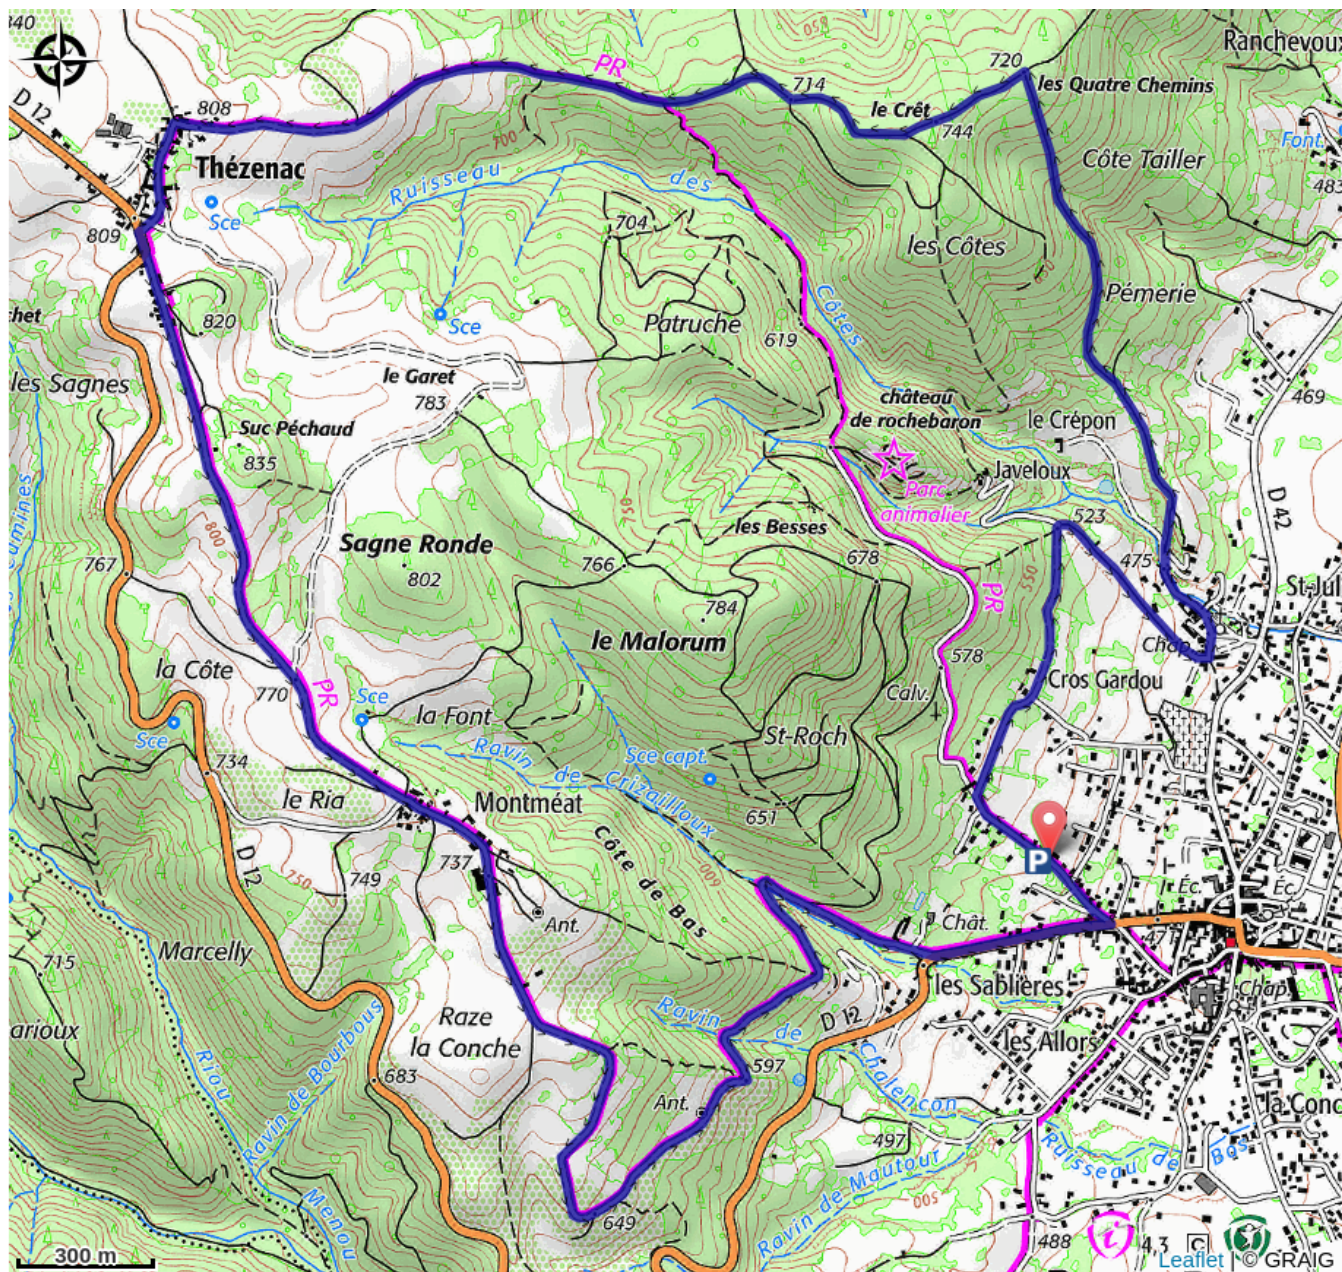 840
PR
850
720
Ranchevoux
D 12
808
714
les Quatre Chemins
le Crêt
744
700
Côte Tailler
Font.
483
Thézenac
Ruisseau
des
Sce
704
809
les Côtes
Pémerie
820
Côtes
chet
Sce
Patruche
619
les Sagnes
le Garet
783
château
de rochebaron
469
le Crépon
Suc Péchaud
835
Javeloux
Parc
animalier
D 42
750
les Besses
523
800
Sagne Ronde
678
475
767
802
766
PR
550
St-Jul
784
le Malorum
Chap.
578
la Côte
Cros Gardou
770
PR
Sce
Calv.
la Font
Sce
Ravin de Crizailloux
Sce capt.
St-Roch
734
le Ria
Montméat
651
Côte de Bas
P
D 12
737
600
750
749
Éc.
Éc.
Ant.
Chât.
Marcelly
715
les Sablières
Chap.
Raze
la Conche
Ravin de
D 12
arioux
les Allors
Riou
Ravin de Bourbous
683
597
Chalencon
Ant.
la Conc
497
Ruisseau de Bas
Menou
Ravin de Mautour
500
649
488
i
300 m
C
Leaflet | © GRAIG